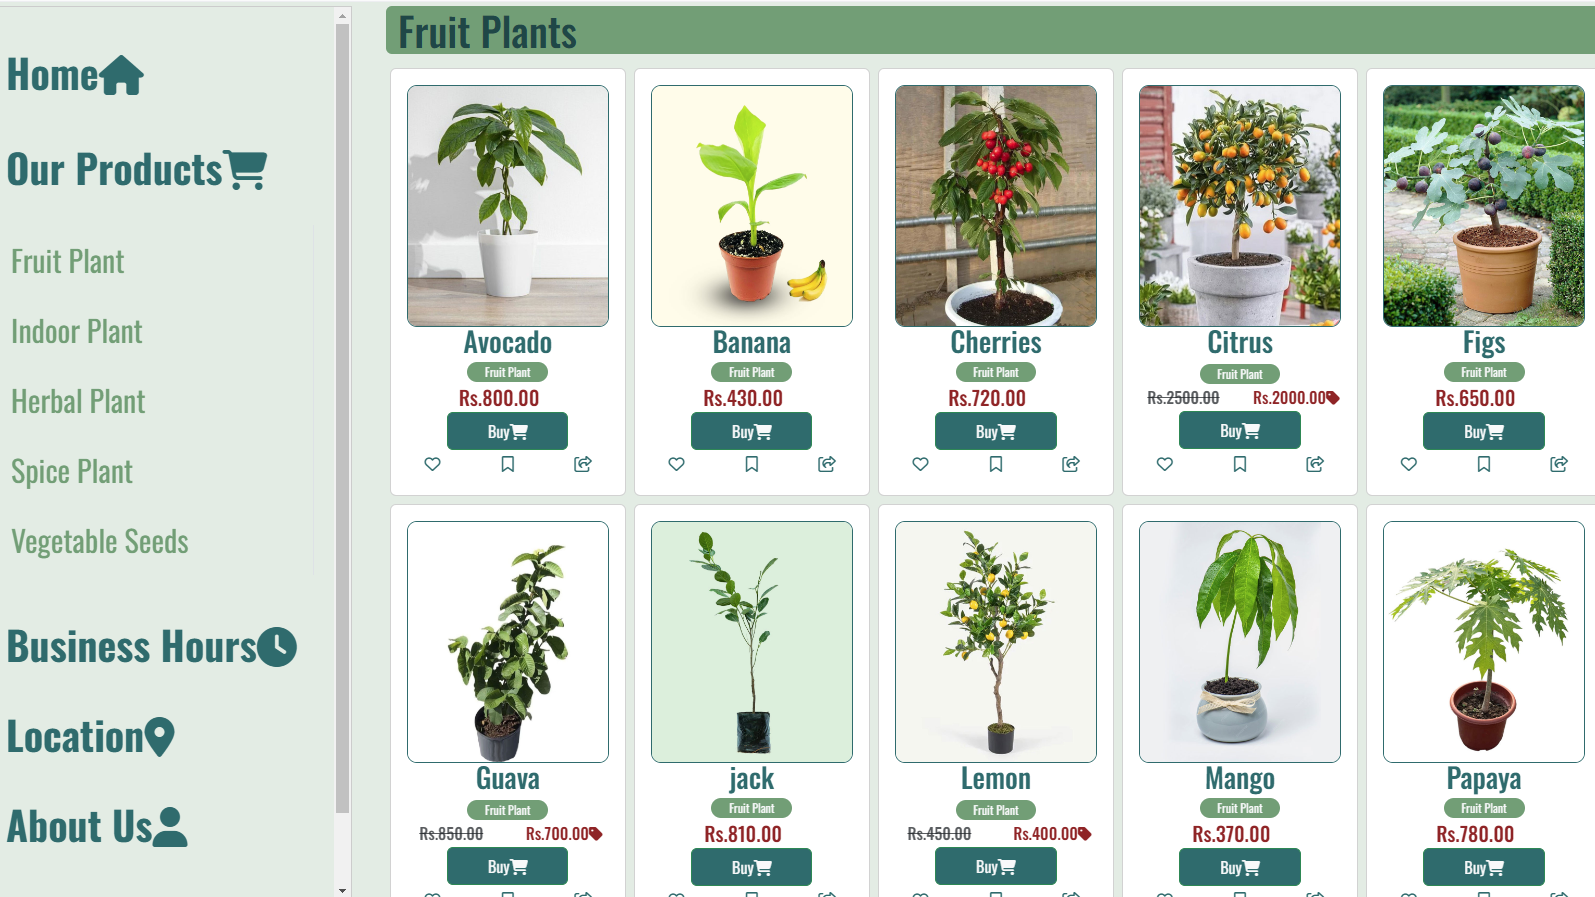 Home
Our Products
Fruit Plant
Indoor Plant
Herbal Plant
Spice Plant
Vegetable Seeds
Business Hours
Location
About Us
Fruit Plants
Avocado
Fruit Plant
Rs.800.00
Buy
Banana
Fruit Plant
Rs.430.00
Buy
Cherries
Fruit Plant
Rs.720.00
Buy
Citrus
Fruit Plant
Rs.2500.00 Rs.2000.00
Buy
Figs
Fruit Plant
Rs.650.00
Buy
Guava
Fruit Plant
Rs.850.00 Rs.700.00
Buy
jack
Fruit Plant
Rs.810.00
Buy
Lemon
Fruit Plant
Rs.450.00 Rs.400.00
Buy
Mango
Fruit Plant
Rs.370.00
Buy
Papaya
Fruit Plant
Rs.780.00
Buy